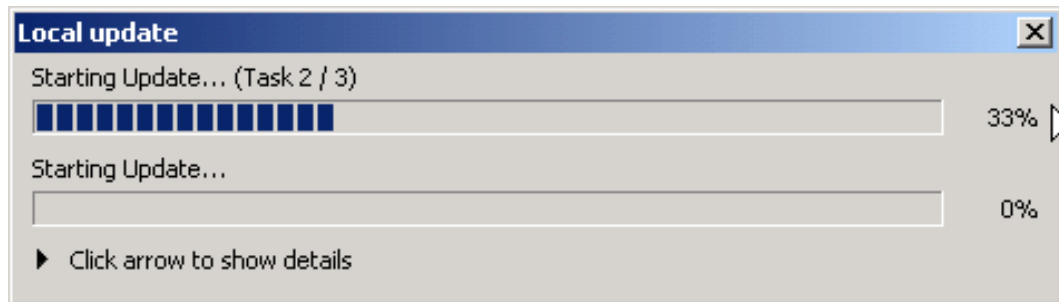 Local update
Starting Update... (Task 2 / 3)
33%
Starting Update...
0%
Click arrow to show details